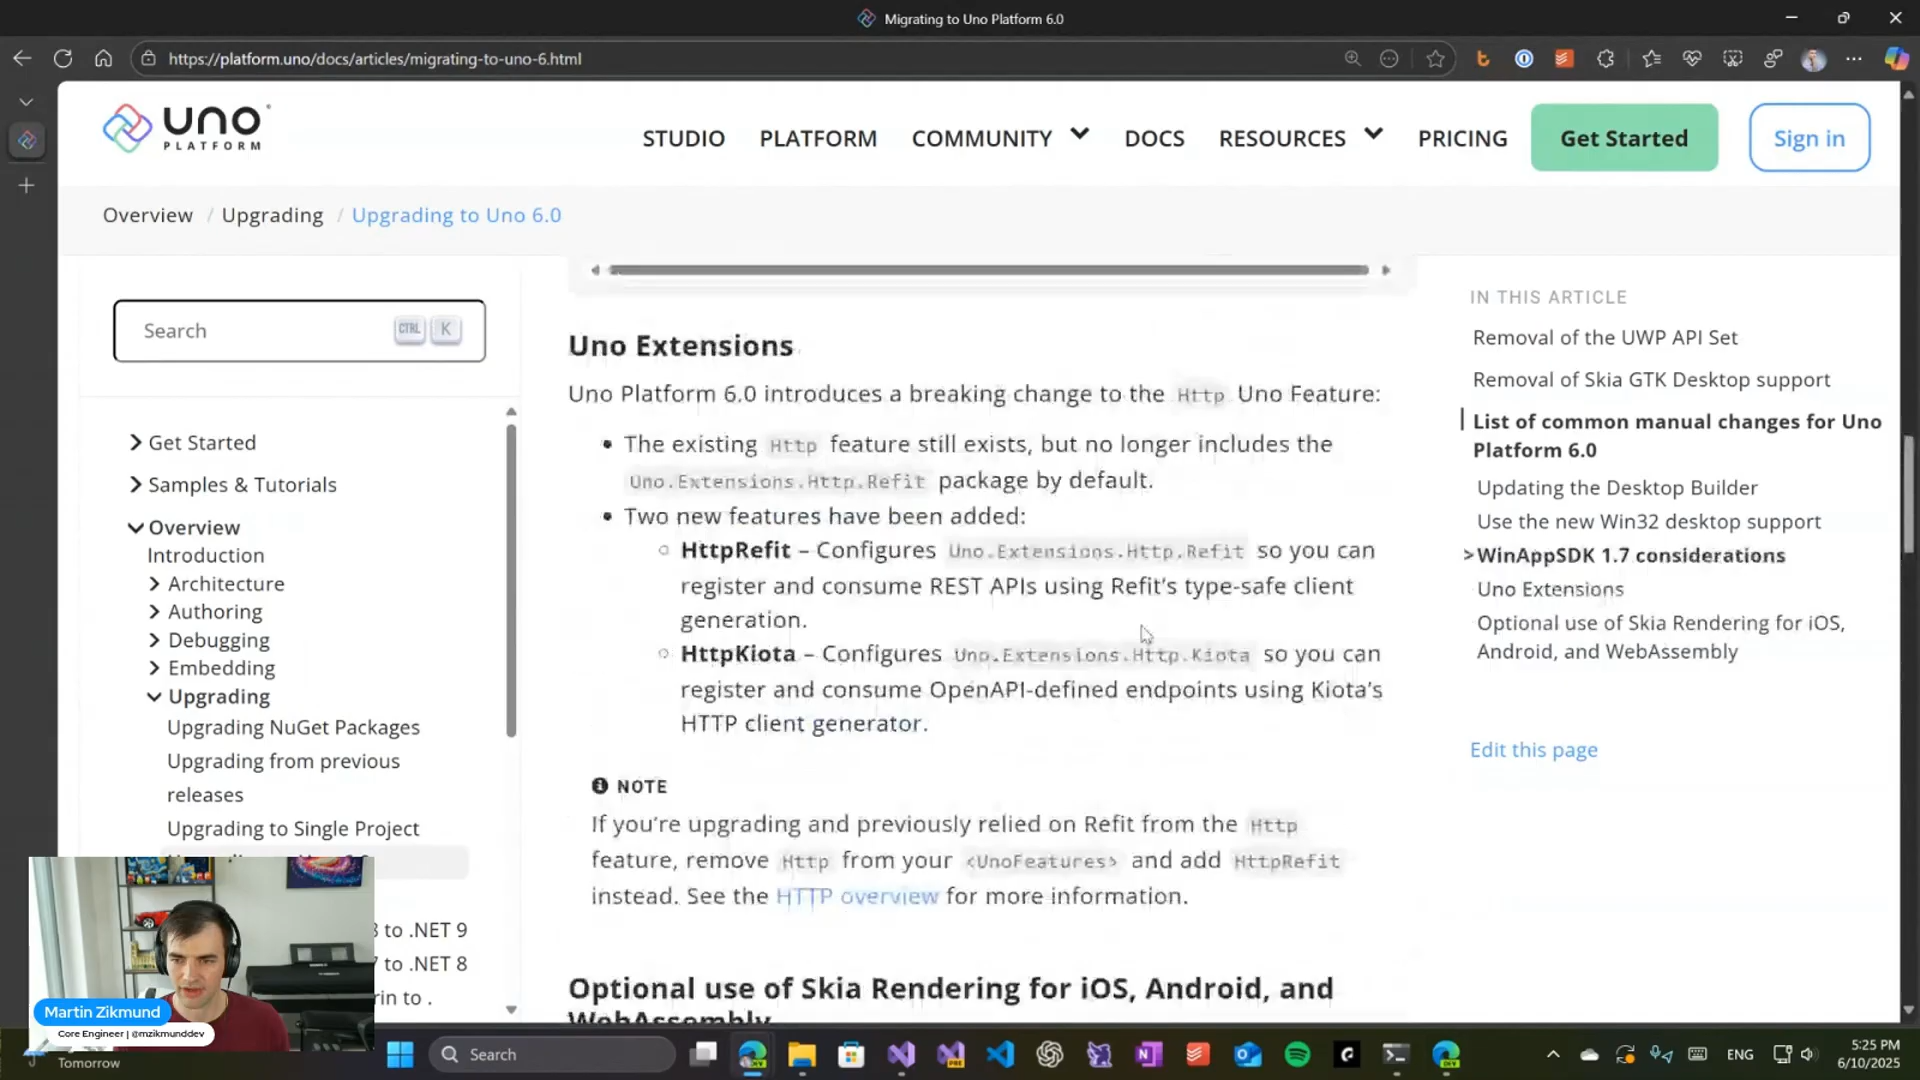 Migrating to Uno Platform 6.0
https://platform.uno/docs/articles/migrating-to-uno-6.html
uno
PLATFORM
STUDIO
PLATFORM
COMMUNITY
DOCS
RESOURCES
PRICING
Get Started
Sign in
Overview / Upgrading / Upgrading to Uno 6.0
Search
CTRL K
Get Started
Samples & Tutorials
Overview
Introduction
Architecture
Authoring
Debugging
Embedding
Upgrading
Upgrading NuGet Packages
Upgrading from previous
releases
Upgrading to Single Project
8 to .NET 9
7 to .NET 8
rin to .
Uno Extensions
Uno Platform 6.0 introduces a breaking change to the Http Uno Feature:
• The existing Http feature still exists, but no longer includes the
Uno.Extensions.Http.Refit package by default.
• Two new features have been added:
○ HttpRefit – Configures Uno.Extensions.Http.Refit so you can
register and consume REST APIs using Refit's type-safe client
generation.
○ HttpKiota – Configures Uno.Extensions.Http.Kiota so you can
register and consume OpenAPI-defined endpoints using Kiota's
HTTP client generator.
NOTE
If you're upgrading and previously relied on Refit from the Http
feature, remove Http from your <UnoFeatures> and add HttpRefit
instead. See the HTTP overview for more information.
Optional use of Skia Rendering for iOS, Android, and
WebAssembly
IN THIS ARTICLE
Removal of the UWP API Set
Removal of Skia GTK Desktop support
List of common manual changes for Uno
Platform 6.0
Updating the Desktop Builder
Use the new Win32 desktop support
>WinAppSDK 1.7 considerations
Uno Extensions
Optional use of Skia Rendering for iOS,
Android, and WebAssembly
Edit this page
Martin Zikmund
Core Engineer | @mzikmunddev
Tomorrow
Search
ENG
5:25 PM
6/10/2025